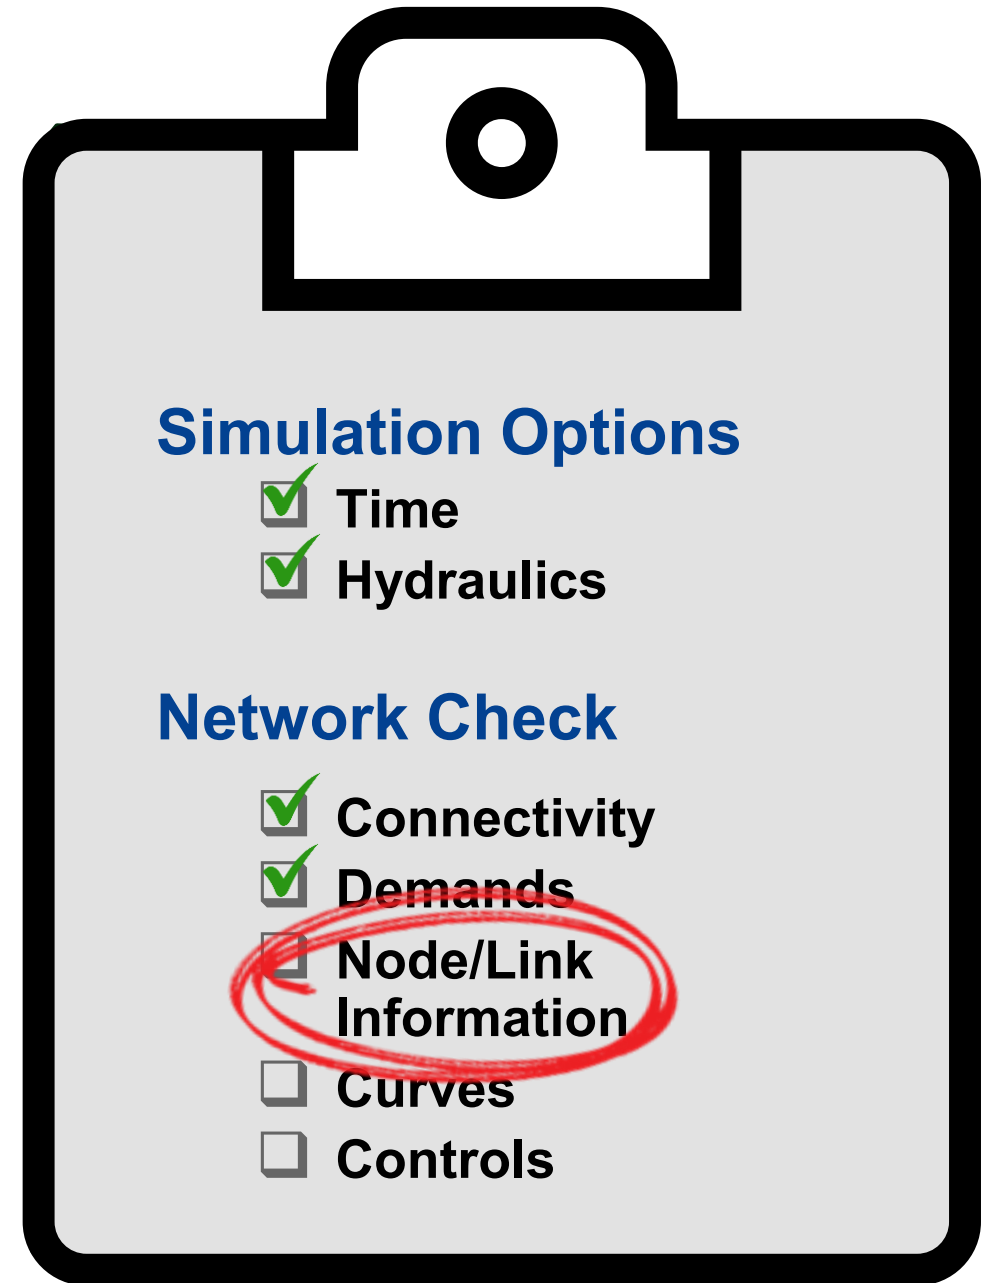 Simulation Options
Time
Hydraulics
Network Check
Connectivity
Demands
Node/Link
Information
Curves
Controls